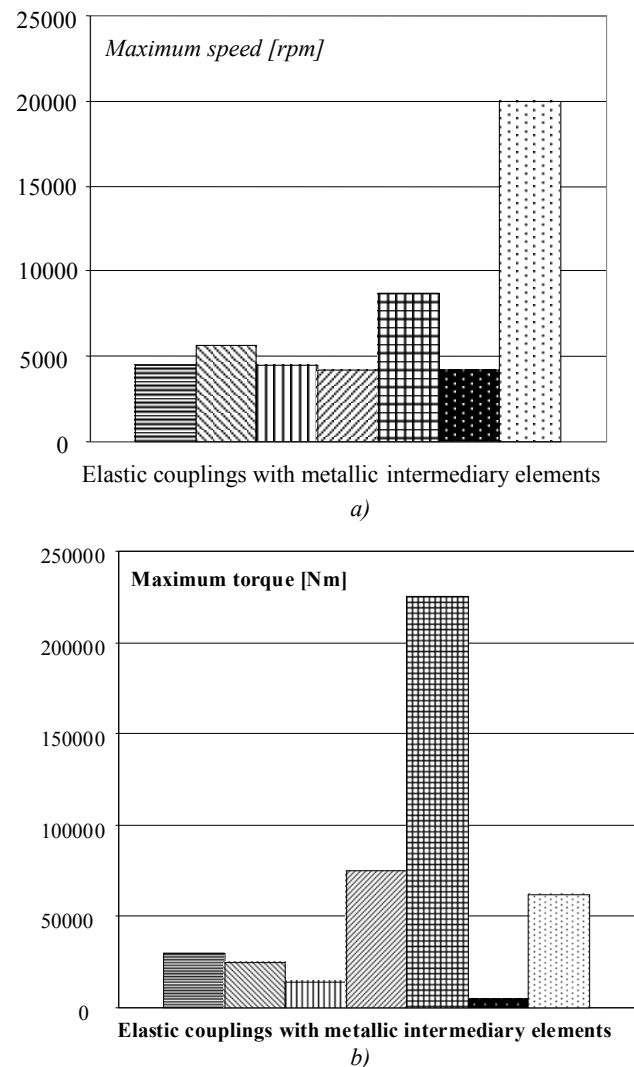 25000
Maximum speed [rpm]
20000
15000
10000
5000
0
Elastic couplings with metallic intermediary elements
a)
250000
Maximum torque [Nm]
200000
150000
100000
50000
0
Elastic couplings with metallic intermediary elements
b)